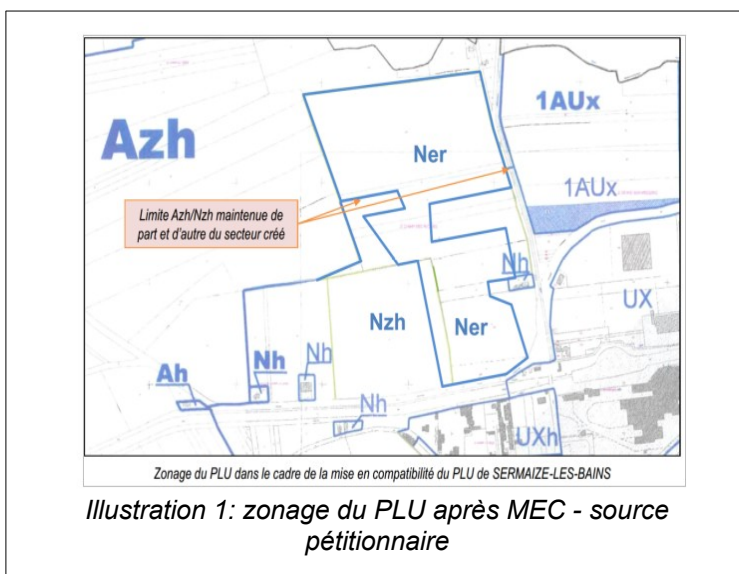 Azh
Ner
1AUx
1AUx
Limite Azh/Nzh maintenue de
part et d'autre du secteur créé
Nh
UX
Nzh
Ner
Ah
Nh
Nh
Nh
UXh
Zonage du PLU dans le cadre de la mise en compatibilité du PLU de SERMAIZE-LES-BAINS
Illustration 1: zonage du PLU après MEC - source
pétitionnaire